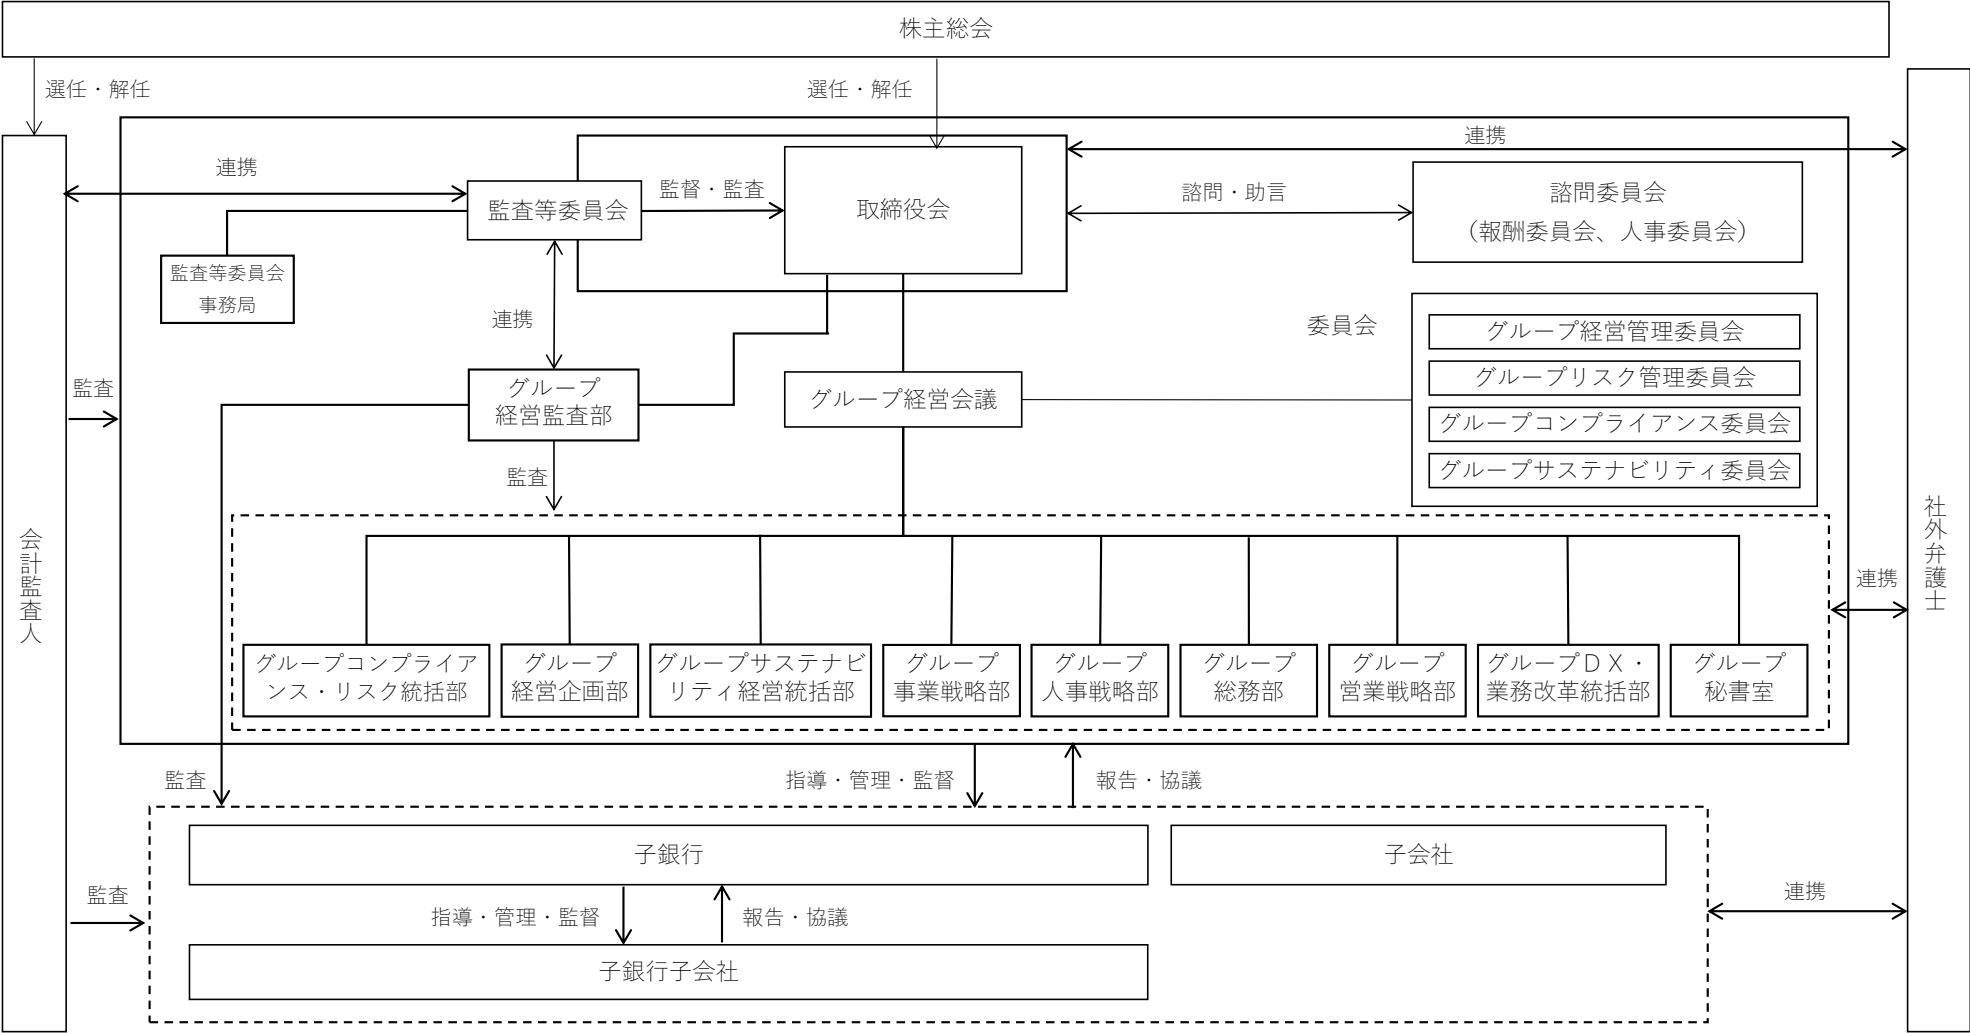 株主総会
選任・解任
選任・解任
連携
連携
監査等委員会
監督・監査
取締役会
諮問・助言
諮問委員会
（報酬委員会、人事委員会）
監査等委員会
事務局
連携
委員会
グループ経営管理委員会
グループリスク管理委員会
グループコンプライアンス委員会
グループサステナビリティ委員会
監査
グループ
経営監査部
グループ経営会議
監査
会計監査人
社外弁護士
連携
グループコンプライア
ンス・リスク統括部
グループ
経営企画部
グループサステナビ
リティ経営統括部
グループ
事業戦略部
グループ
人事戦略部
グループ
総務部
グループ
営業戦略部
グループＤＸ・
業務改革統括部
グループ
秘書室
監査
指導・管理・監督
報告・協議
子銀行
子会社
監査
指導・管理・監督
報告・協議
連携
子銀行子会社